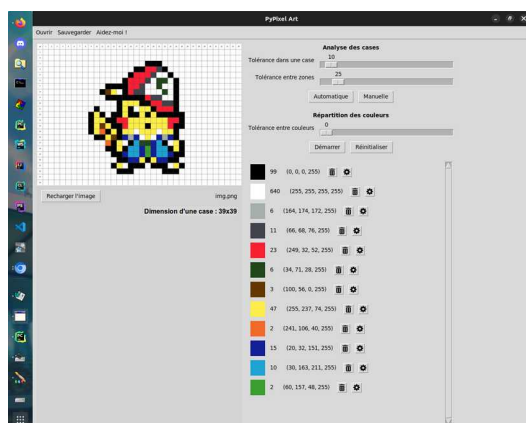 PyPixel Art
Ouvrir Sauvegarder Aidez-moi !
Analyse des cases
Tolérance dans une case 10
Tolérance entre zones 25
Automatique Manuelle
Répartition des couleurs
Tolérance entre couleurs 0
Démarrer Réinitialiser
Recharger l'image img.png
Dimension d'une case : 39x39
99 (0, 0, 0, 255)
640 (255, 255, 255, 255)
6 (164, 174, 172, 255)
11 (66, 68, 76, 255)
23 (249, 32, 52, 255)
6 (34, 71, 28, 255)
3 (100, 56, 0, 255)
47 (255, 237, 74, 255)
2 (241, 106, 40, 255)
15 (20, 32, 151, 255)
10 (30, 163, 211, 255)
2 (60, 157, 48, 255)